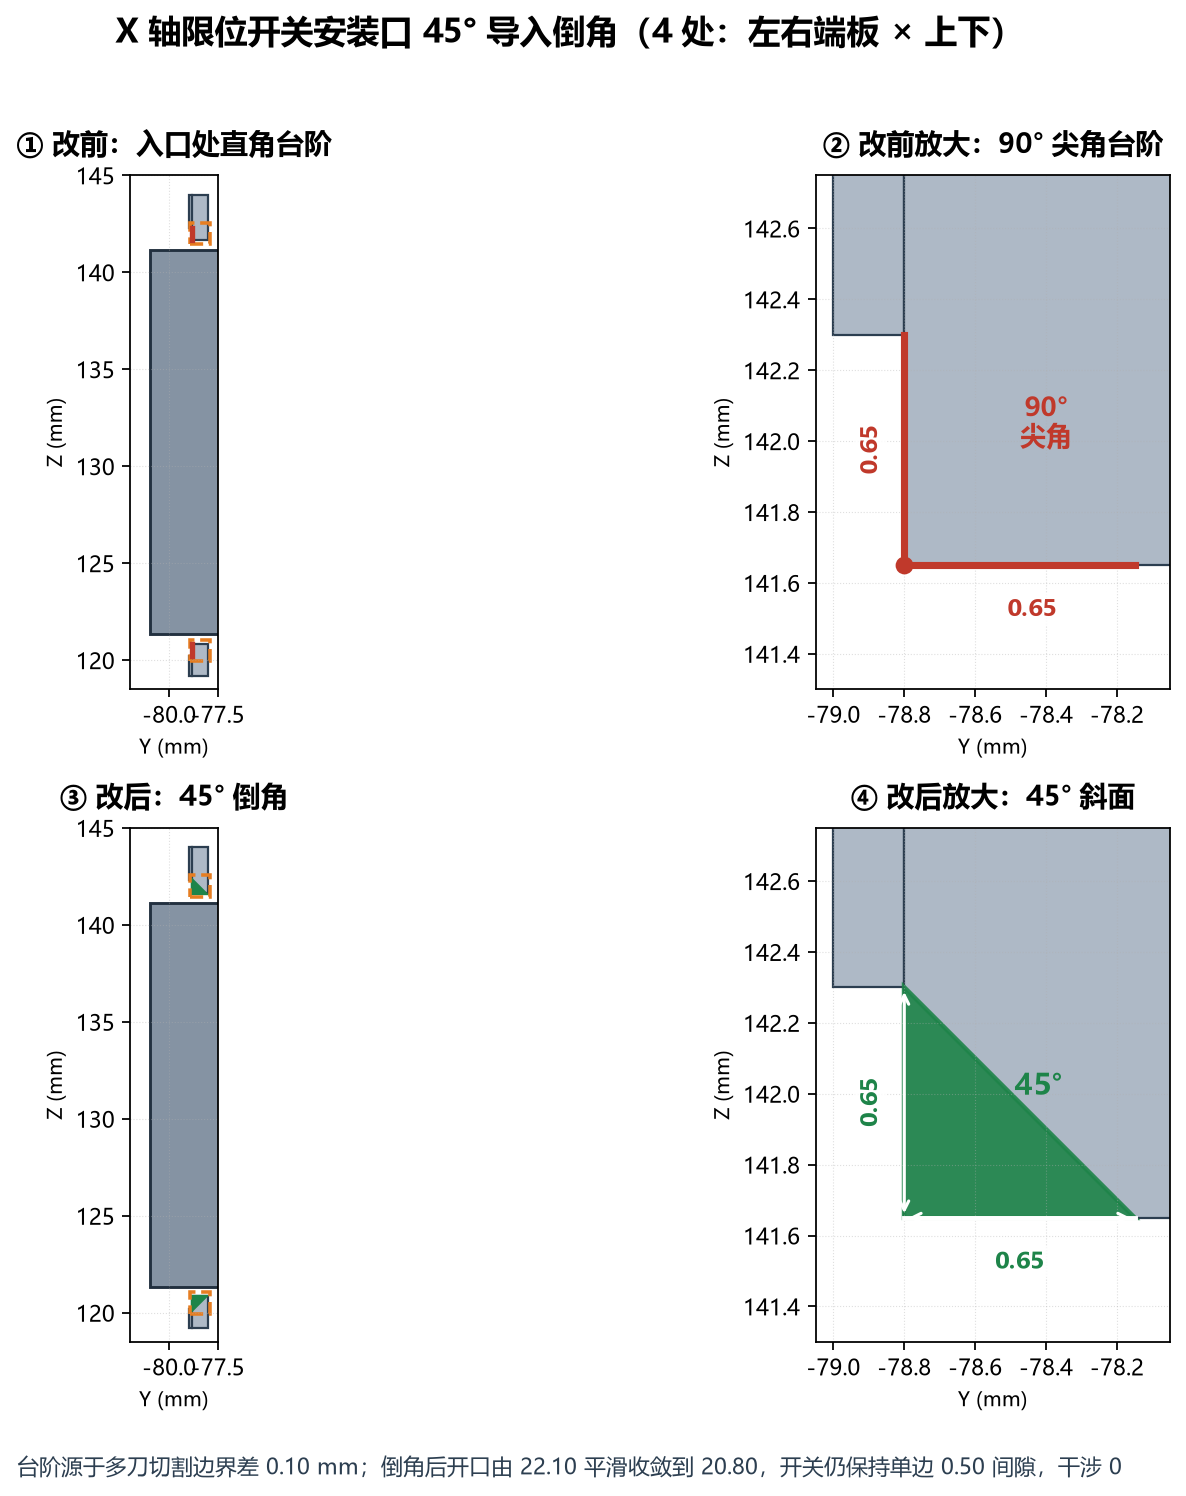 X 轴限位开关安装口 45° 导入倒角（4 处：左右端板 × 上下）
① 改前：入口处直角台阶
145
140
135
130
125
120
Z (mm)
-80.0
-77.5
Y (mm)
② 改前放大：90° 尖角台阶
142.6
142.4
142.2
142.0
141.8
141.6
141.4
Z (mm)
0.65
90°
尖角
0.65
-79.0 -78.8 -78.6 -78.4 -78.2
Y (mm)
③ 改后：45° 倒角
145
140
135
130
125
120
Z (mm)
-80.0
-77.5
Y (mm)
④ 改后放大：45° 斜面
142.6
142.4
142.2
142.0
141.8
141.6
141.4
Z (mm)
0.65
45°
0.65
-79.0 -78.8 -78.6 -78.4 -78.2
Y (mm)
台阶源于多刀切割边界差 0.10 mm；倒角后开口由 22.10 平滑收敛到 20.80，开关仍保持单边 0.50 间隙，干涉 0